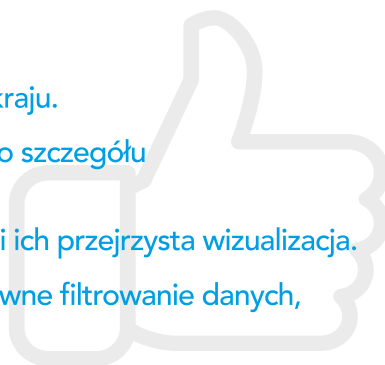 kraju.
o szczegółu
i ich przejrzysta wizualizacja.
wne filtrowanie danych,